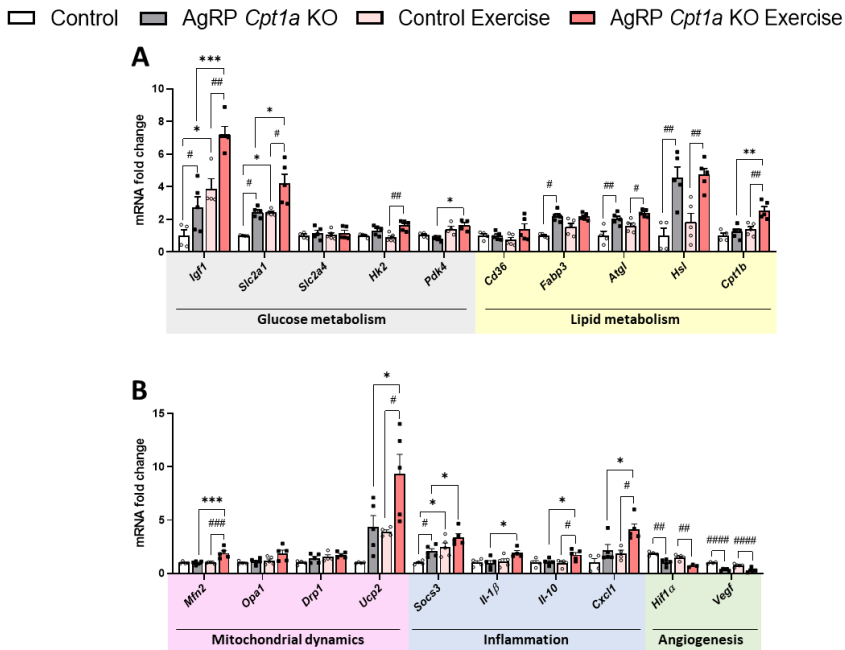 Control AgRP Cpt1a KO Control Exercise AgRP Cpt1a KO Exercise
A
mRNA fold change
10
8
6
4
2
0
*** ## * # * * # # ## * # ## # ## ## ** ##
Igf1 Slc2a1 Slc2a4 Hk2 Pdk4 Cd36 Fabp3 Atgl Hsl Cpt1b
Glucose metabolism Lipid metabolism
B
mRNA fold change
15
10
5
0
*** ### * # * * # * * # * # ## ## #### ####
Mfn2 Opa1 Drp1 Ucp2 Socs3 Il-1β Il-10 Cxcl1 Hif1α Vegf
Mitochondrial dynamics Inflammation Angiogenesis